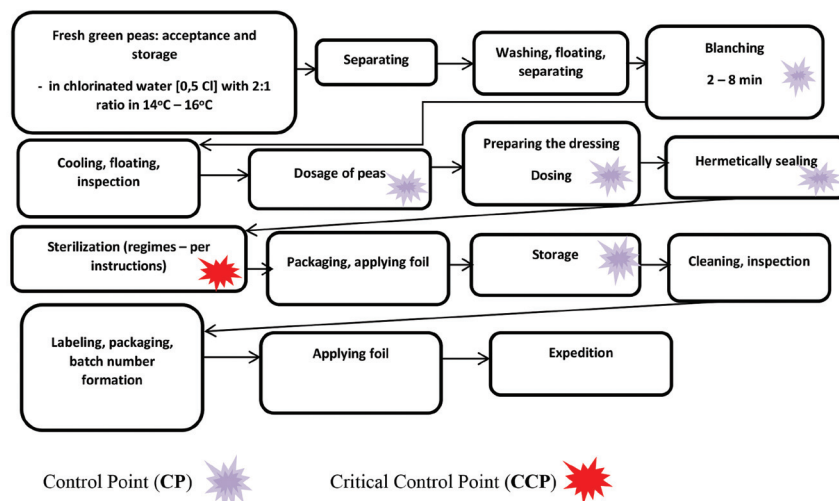 Fresh green peas: acceptance and
storage
- in chlorinated water [0,5 Cl] with 2:1
ratio in 14ºC – 16ºC
Separating
Washing, floating,
separating
Blanching
2 – 8 min
Cooling, floating,
inspection
Dosage of peas
Preparing the dressing
Dosing
Hermetically sealing
Sterilization (regimes – per
instructions)
Packaging, applying foil
Storage
Cleaning, inspection
Labeling, packaging,
batch number
formation
Applying foil
Expedition
Control Point (CP)
Critical Control Point (CCP)